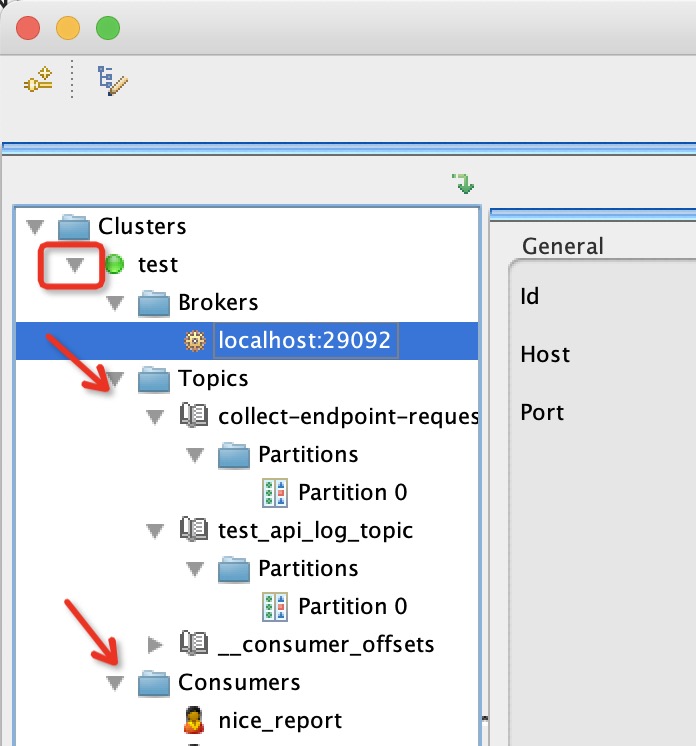 Clusters
test
Brokers
localhost:29092
Topics
collect-endpoint-reques
Partitions
Partition 0
test_api_log_topic
Partitions
Partition 0
__consumer_offsets
Consumers
nice_report
General
Id
Host
Port